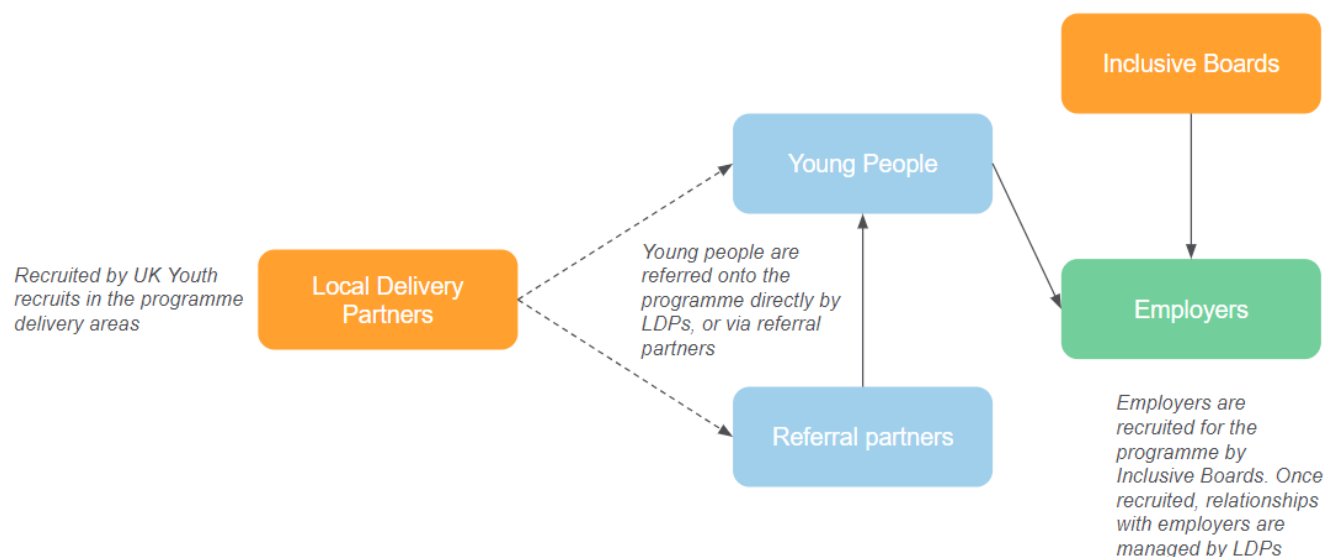 Inclusive Boards
Young People
Recruited by UK Youth
recruits in the programme
delivery areas
Local Delivery
Partners
Young people are
referred onto the
programme directly by
LDPs, or via referral
partners
Employers
Referral partners
Employers are
recruited for the
programme by
Inclusive Boards. Once
recruited, relationships
with employers are
managed by LDPs